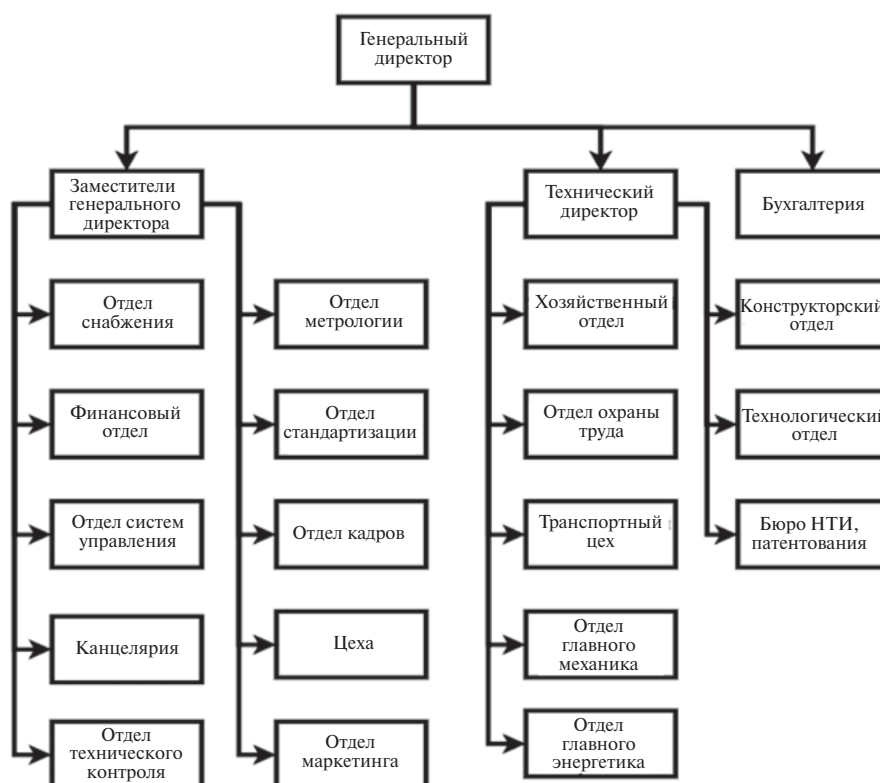 Генеральный
директор
Заместители
генерального
директора
Технический
директор
Бухгалтерия
Отдел
снабжения
Отдел
метрологии
Хозяйственный
отдел
Конструкторский
отдел
Финансовый
отдел
Отдел
стандартизации
Отдел охраны
труда
Технологический
отдел
Отдел систем
управления
Отдел кадров
Транспортный
цех
Бюро НТИ,
патентования
Канцелярия
Цеха
Отдел
главного
механика
Отдел
технического
контроля
Отдел
маркетинга
Отдел
главного
энергетика